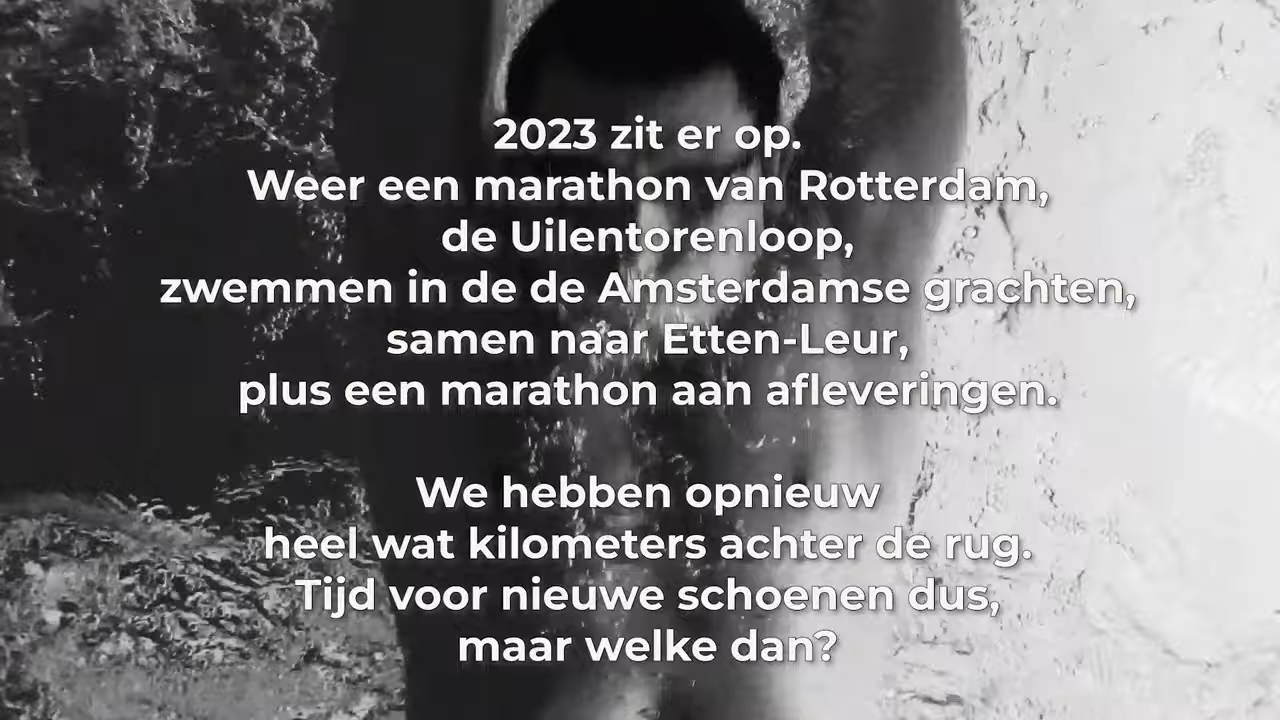 2023 zit er op.
Weer een marathon van Rotterdam,
de Uilentorenloop,
zwemmen in de de Amsterdamse grachten,
samen naar Etten-Leur,
plus een marathon aan afleveringen.
We hebben opnieuw
heel wat kilometers achter de rug.
Tijd voor nieuwe schoenen dus,
maar welke dan?